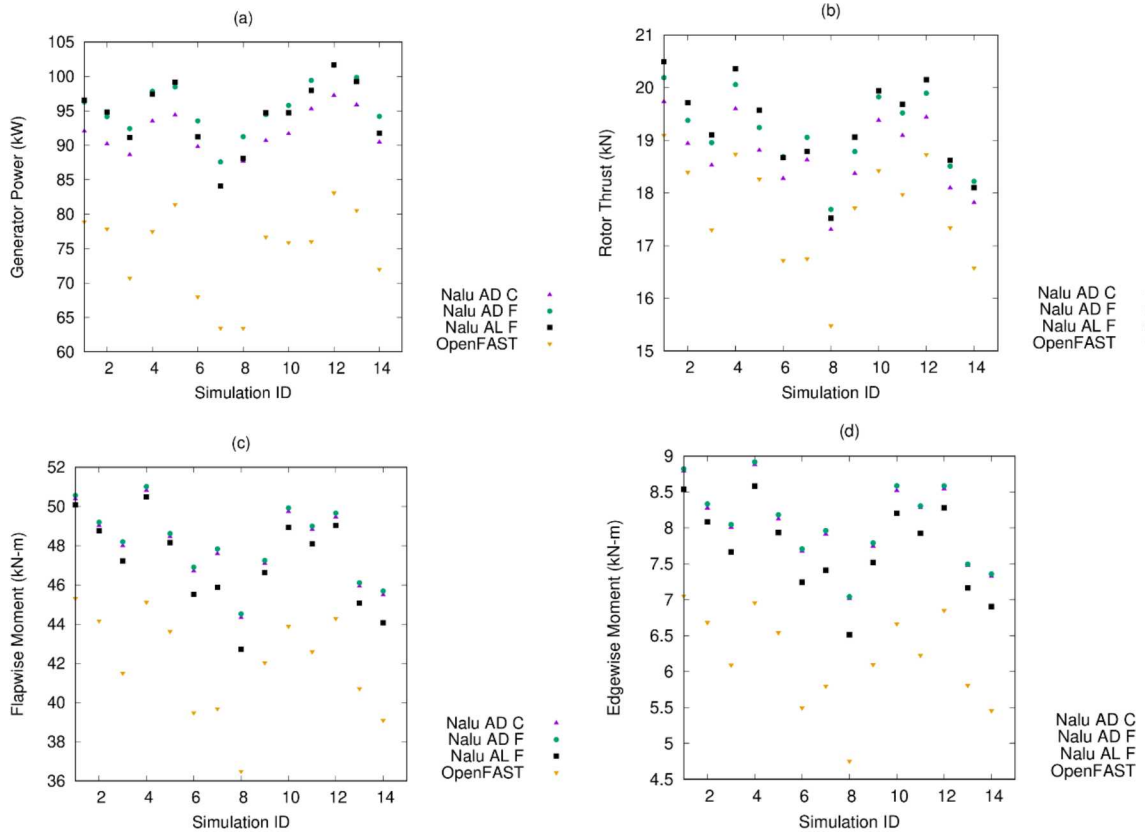 (a)
105
100
95
90
85
80
75
70
65
60
Generator Power (kW)
2 4 6 8 10 12 14
Simulation ID
Nalu AD C
Nalu AD F
Nalu AL F
OpenFAST
(b)
21
20
19
18
17
16
15
Rotor Thrust (kN)
2 4 6 8 10 12 14
Simulation ID
Nalu AD C
Nalu AD F
Nalu AL F
OpenFAST
(c)
52
50
48
46
44
42
40
38
36
Flapwise Moment (kN-m)
2 4 6 8 10 12 14
Simulation ID
Nalu AD C
Nalu AD F
Nalu AL F
OpenFAST
(d)
9
8.5
8
7.5
7
6.5
6
5.5
5
4.5
Edgewise Moment (kN-m)
2 4 6 8 10 12 14
Simulation ID
Nalu AD C
Nalu AD F
Nalu AL F
OpenFAST